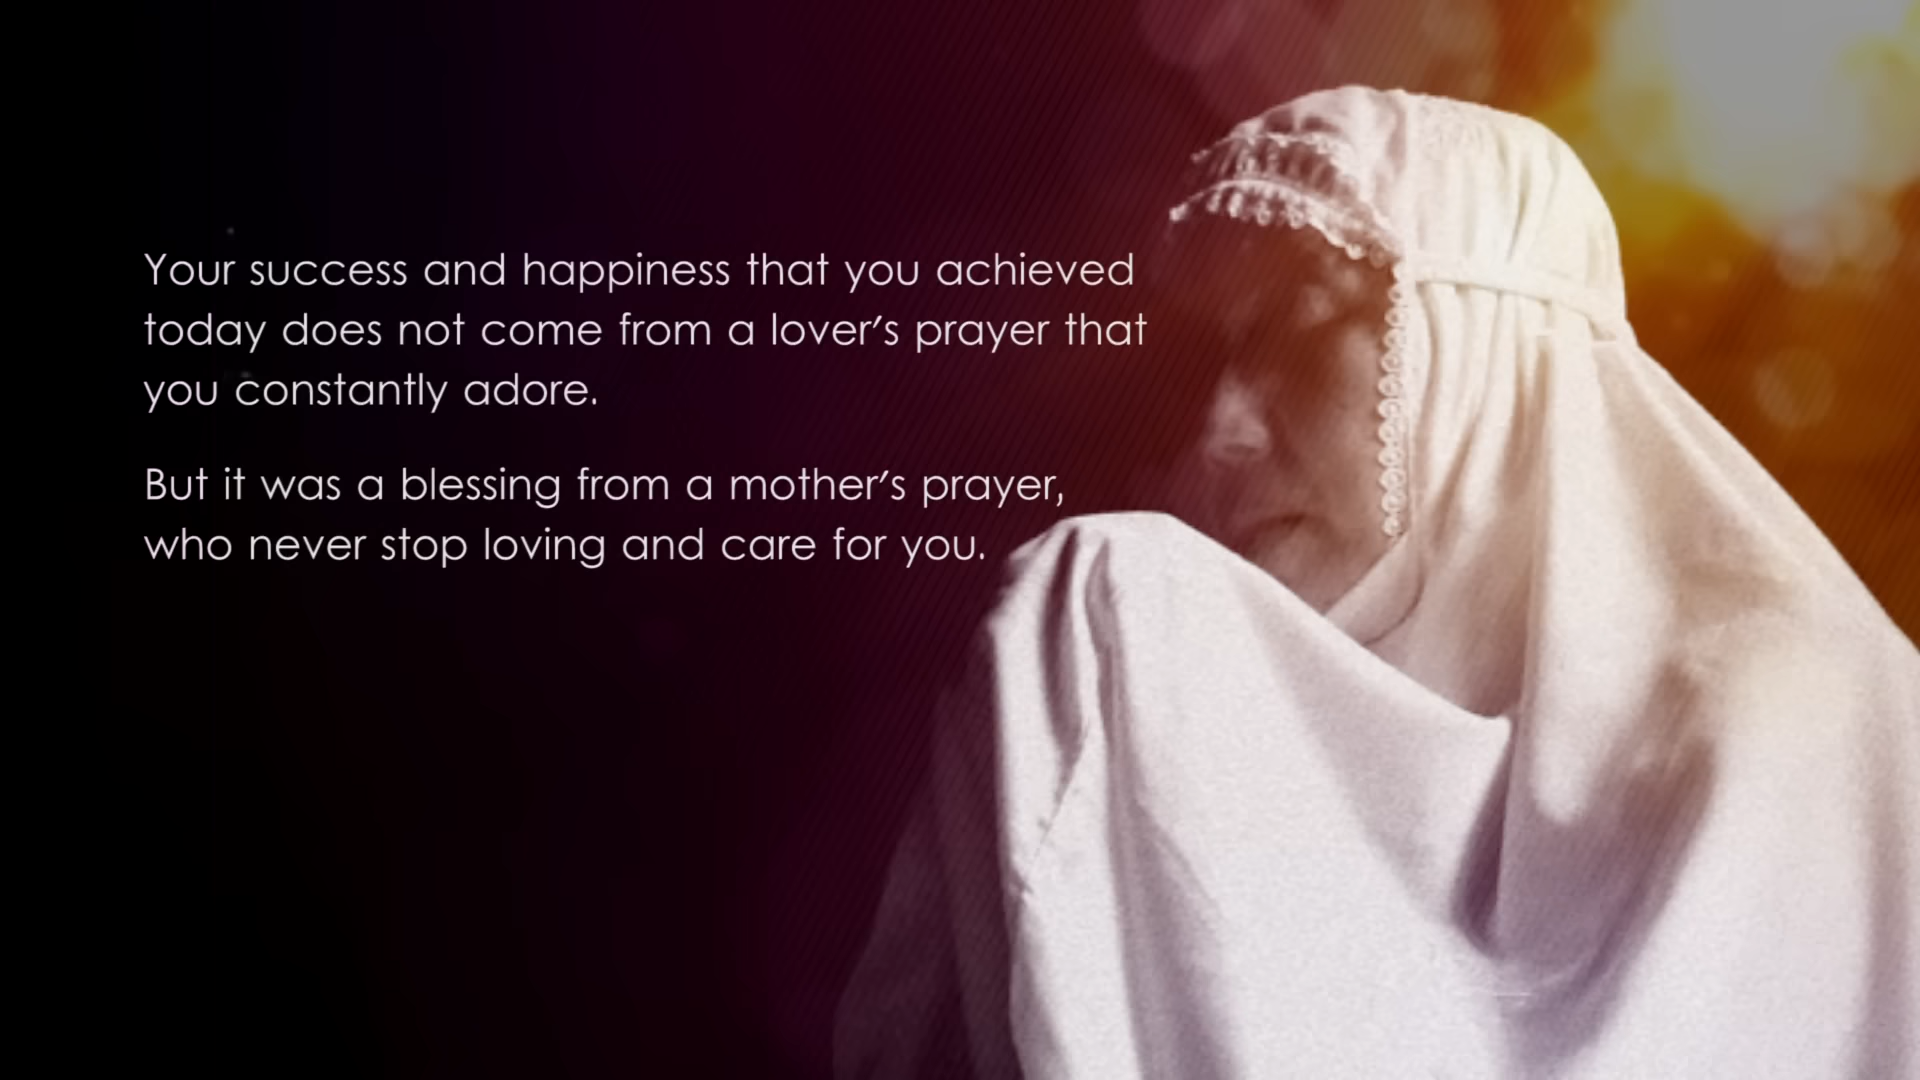 Your success and happiness that you achieved
today does not come from a lover's prayer that
you constantly adore.
But it was a blessing from a mother's prayer,
who never stop loving and care for you.